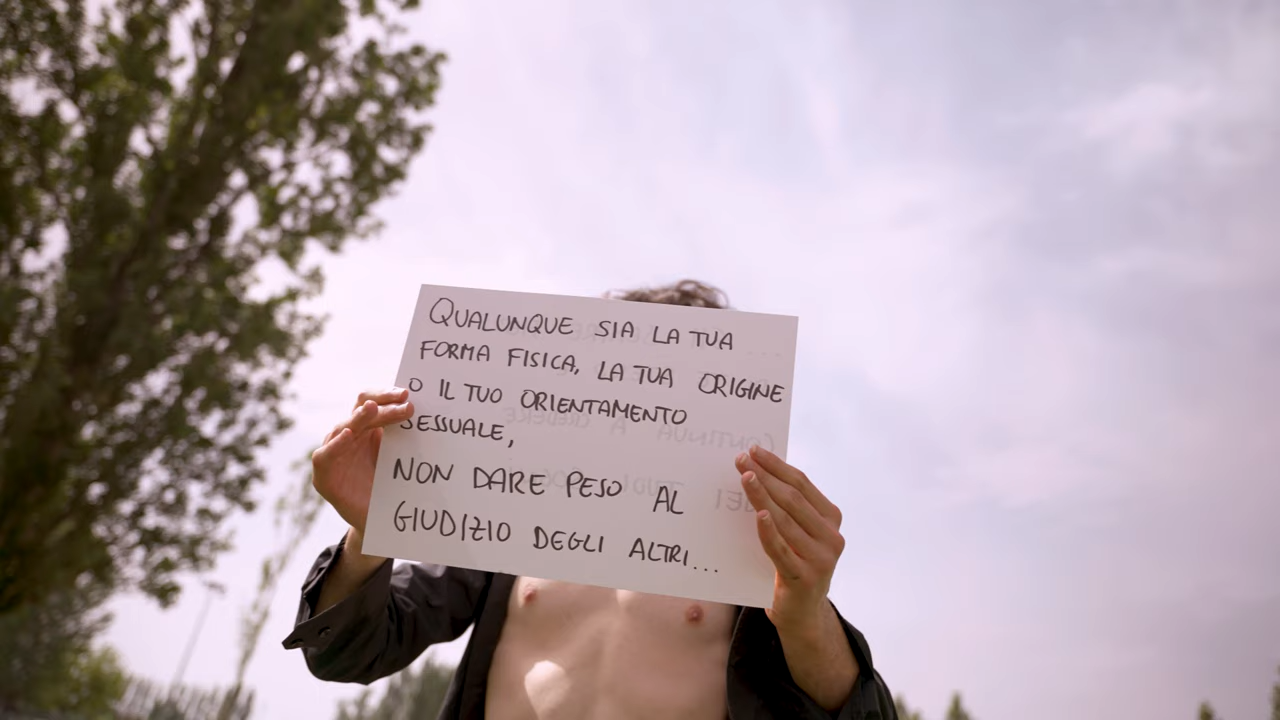 QUALUNQUE SIA LA TUA
FORMA FISICA, LA TUA ORIGINE
O IL TUO ORIENTAMENTO
SESSUALE,
NON DARE PESO AL
GIUDIZIO DEGLI ALTRI...